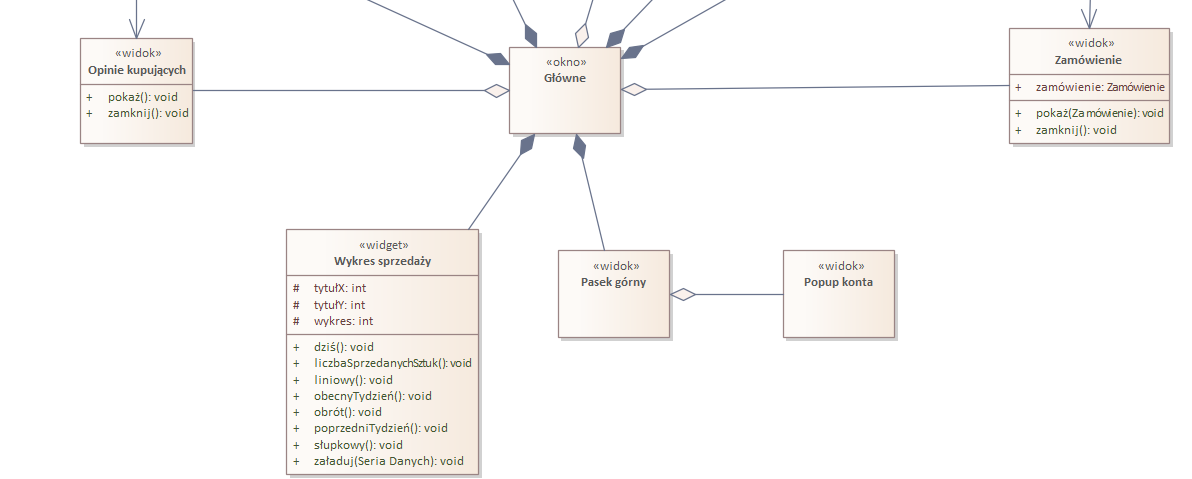 «widok»
Opinie kupujących
+ pokaż(): void
+ zamknij(): void
«okno»
Główne
«widok»
Zamówienie
+ zamówienie: Zamówienie
+ pokaż(Zamówienie): void
+ zamknij(): void
«widget»
Wykres sprzedaży
# tytułX: int
# tytułY: int
# wykres: int
+ dziś(): void
+ liczbaSprzedanychSztuk(): void
+ liniowy(): void
+ obecnyTydzień(): void
+ obrót(): void
+ poprzedniTydzień(): void
+ słupkowy(): void
+ załaduj(Seria Danych): void
«widok»
Pasek górny
«widok»
Popup konta